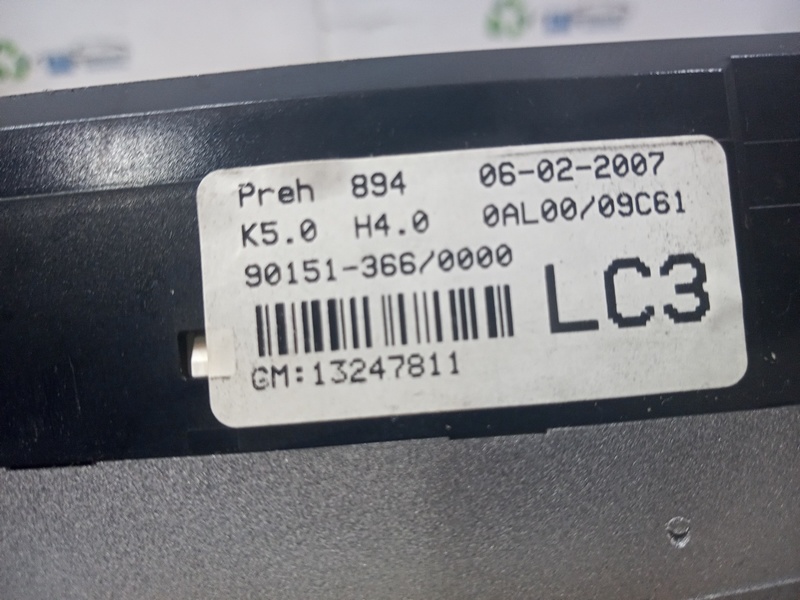 Preh 894 06-02-2007
K5.0 H4.0 0AL00/09C61
90151-366/0000
LC3
GM:13247811